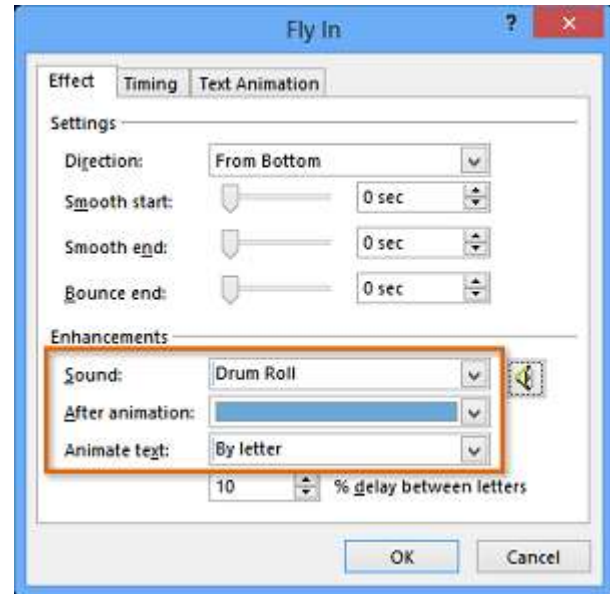 Fly In ?
Effect Timing Text Animation
Settings
Direction: From Bottom
Smooth start: 0 sec
Smooth end: 0 sec
Bounce end: 0 sec
Enhancements
Sound: Drum Roll
After animation:
Animate text: By letter
10 % delay between letters
OK Cancel